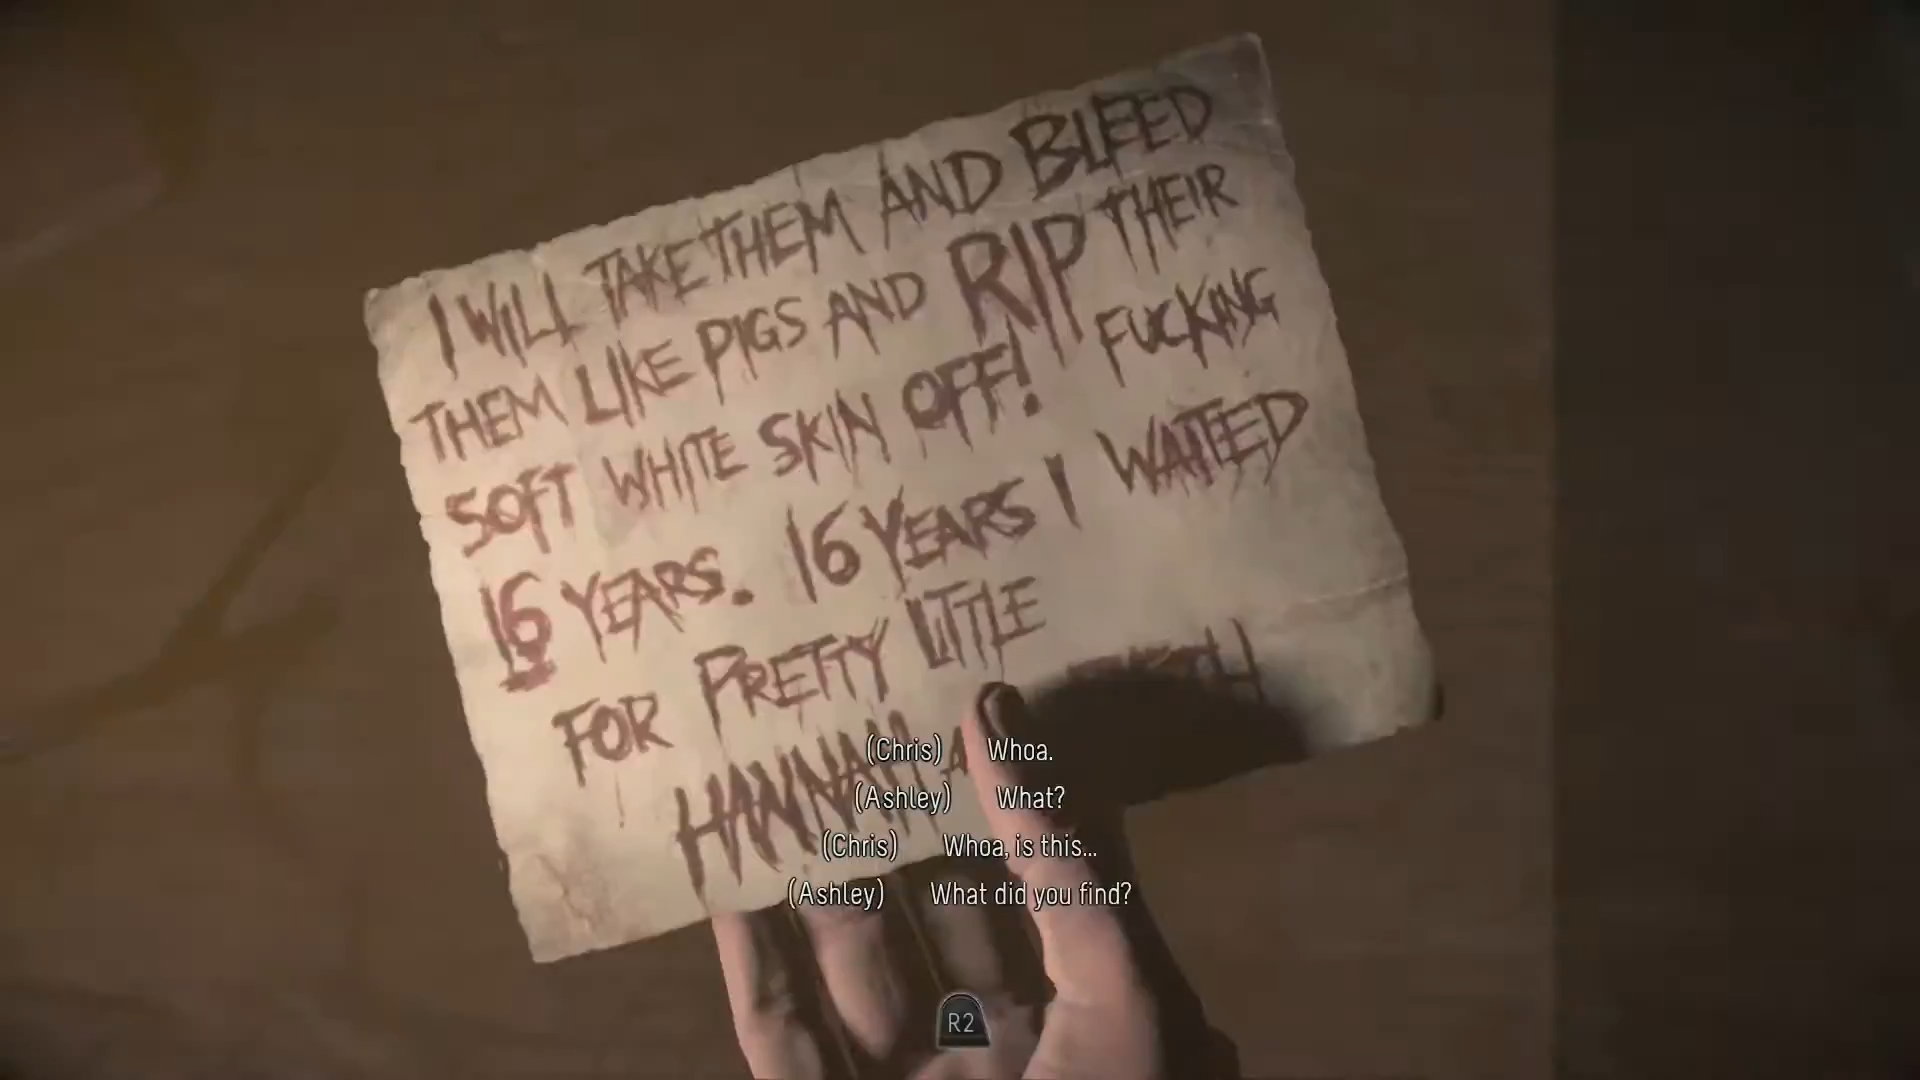 I WILL TAKE THEM AND BLEED
THEM LIKE PIGS AND RIP THEIR
SOFT WHITE SKIN OFF! FUCKING
16 YEARS. 16 YEARS I WAITED
FOR PRETTY LITTLE
HANNAH
(Chris) Whoa.
(Ashley) What?
(Chris) Whoa, is this...
(Ashley) What did you find?
R2